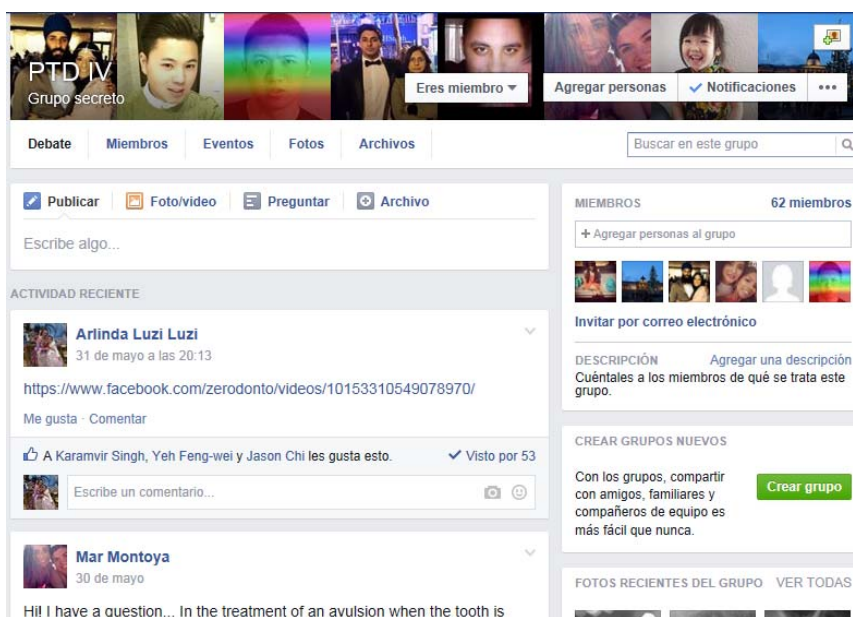 PTD IV
Grupo secreto
Eres miembro
Agregar personas
Notificaciones
Debate
Miembros
Eventos
Fotos
Archivos
Buscar en este grupo
Publicar
Foto/video
Preguntar
Archivo
Escribe algo...
ACTIVIDAD RECIENTE
Arlinda Luzi Luzi
31 de mayo a las 20:13
https://www.facebook.com/zerodonto/videos/10153310549078970/
Me gusta · Comentar
A Karamvir Singh, Yeh Feng-wei y Jason Chi les gusta esto.
Visto por 53
Escribe un comentario...
Mar Montoya
30 de mayo
Hi! I have a question... In the treatment of an avulsion when the tooth is
MIEMBROS
62 miembros
+ Agregar personas al grupo
Invitar por correo electrónico
DESCRIPCIÓN
Agregar una descripción
Cuéntales a los miembros de qué se trata este
grupo.
CREAR GRUPOS NUEVOS
Con los grupos, compartir
con amigos, familiares y
compañeros de equipo es
más fácil que nunca.
Crear grupo
FOTOS RECIENTES DEL GRUPO
VER TODAS